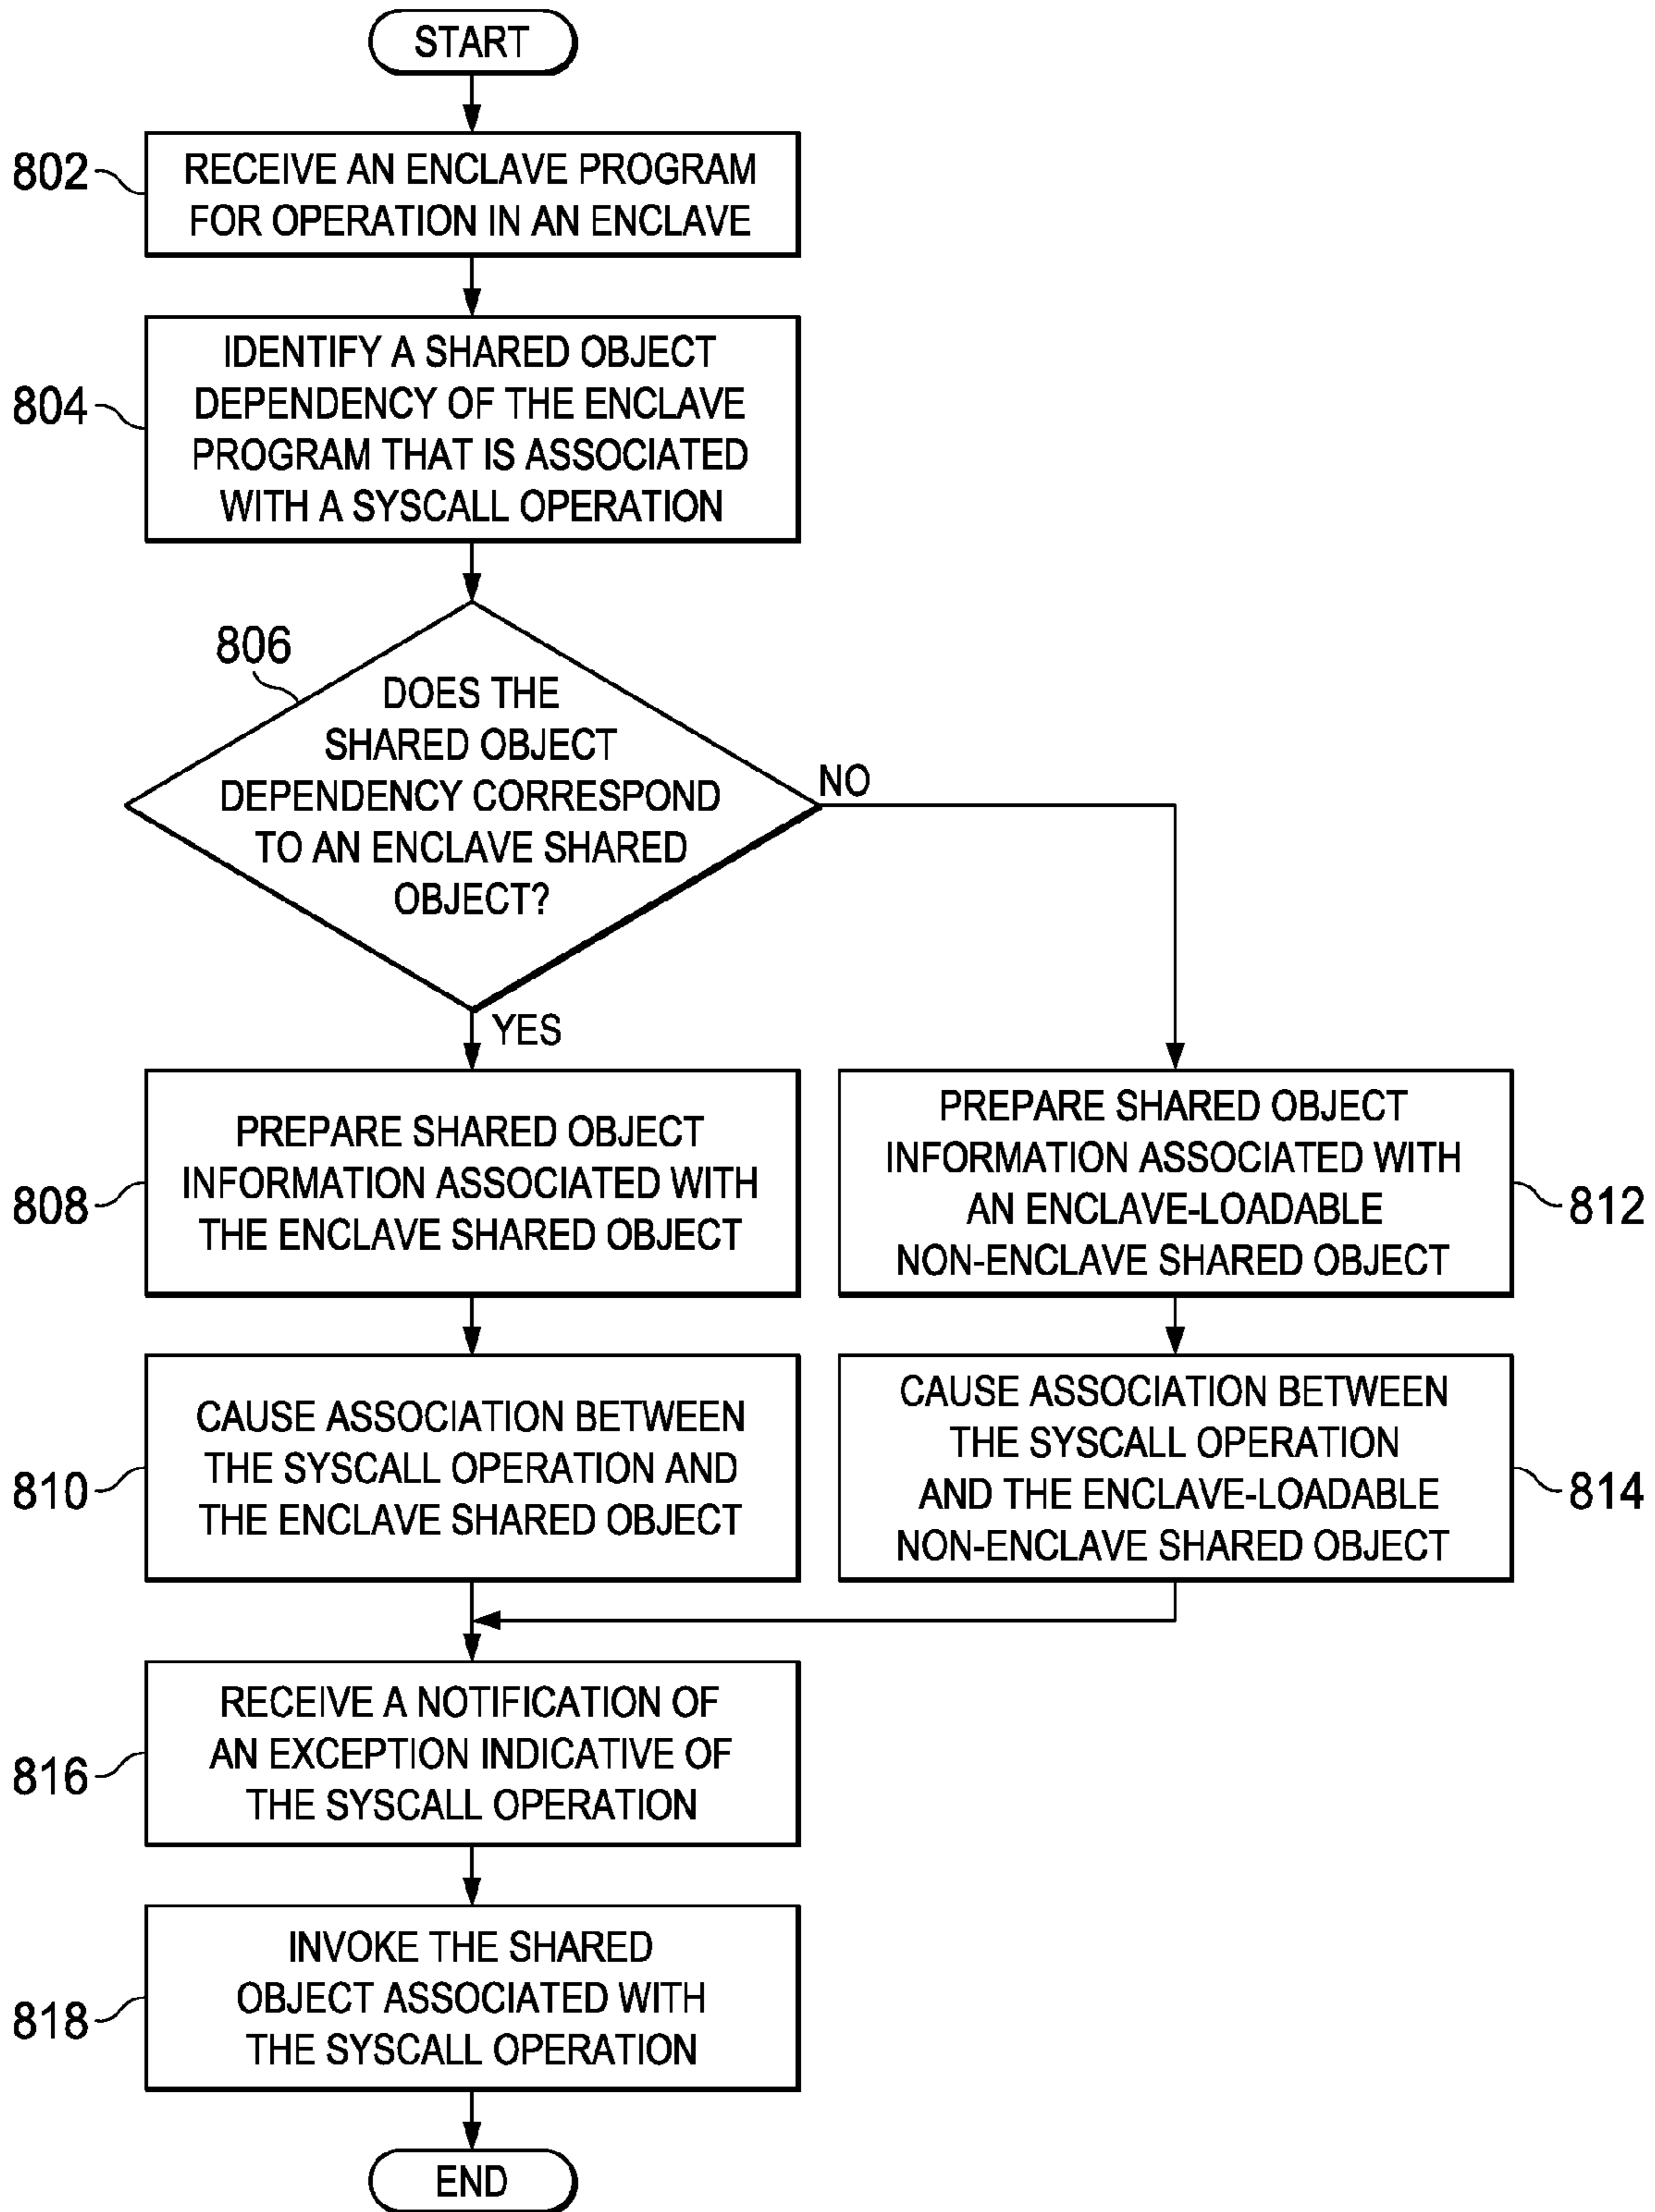 START
802
RECEIVE AN ENCLAVE PROGRAM
FOR OPERATION IN AN ENCLAVE
804
IDENTIFY A SHARED OBJECT
DEPENDENCY OF THE ENCLAVE
PROGRAM THAT IS ASSOCIATED
WITH A SYSCALL OPERATION
806
DOES THE
SHARED OBJECT
DEPENDENCY CORRESPOND
TO AN ENCLAVE SHARED
OBJECT?
NO
YES
808
PREPARE SHARED OBJECT
INFORMATION ASSOCIATED WITH
THE ENCLAVE SHARED OBJECT
PREPARE SHARED OBJECT
INFORMATION ASSOCIATED WITH
AN ENCLAVE-LOADABLE
NON-ENCLAVE SHARED OBJECT
812
810
CAUSE ASSOCIATION BETWEEN
THE SYSCALL OPERATION AND
THE ENCLAVE SHARED OBJECT
CAUSE ASSOCIATION BETWEEN
THE SYSCALL OPERATION
AND THE ENCLAVE-LOADABLE
NON-ENCLAVE SHARED OBJECT
814
816
RECEIVE A NOTIFICATION OF
AN EXCEPTION INDICATIVE OF
THE SYSCALL OPERATION
818
INVOKE THE SHARED
OBJECT ASSOCIATED WITH
THE SYSCALL OPERATION
END